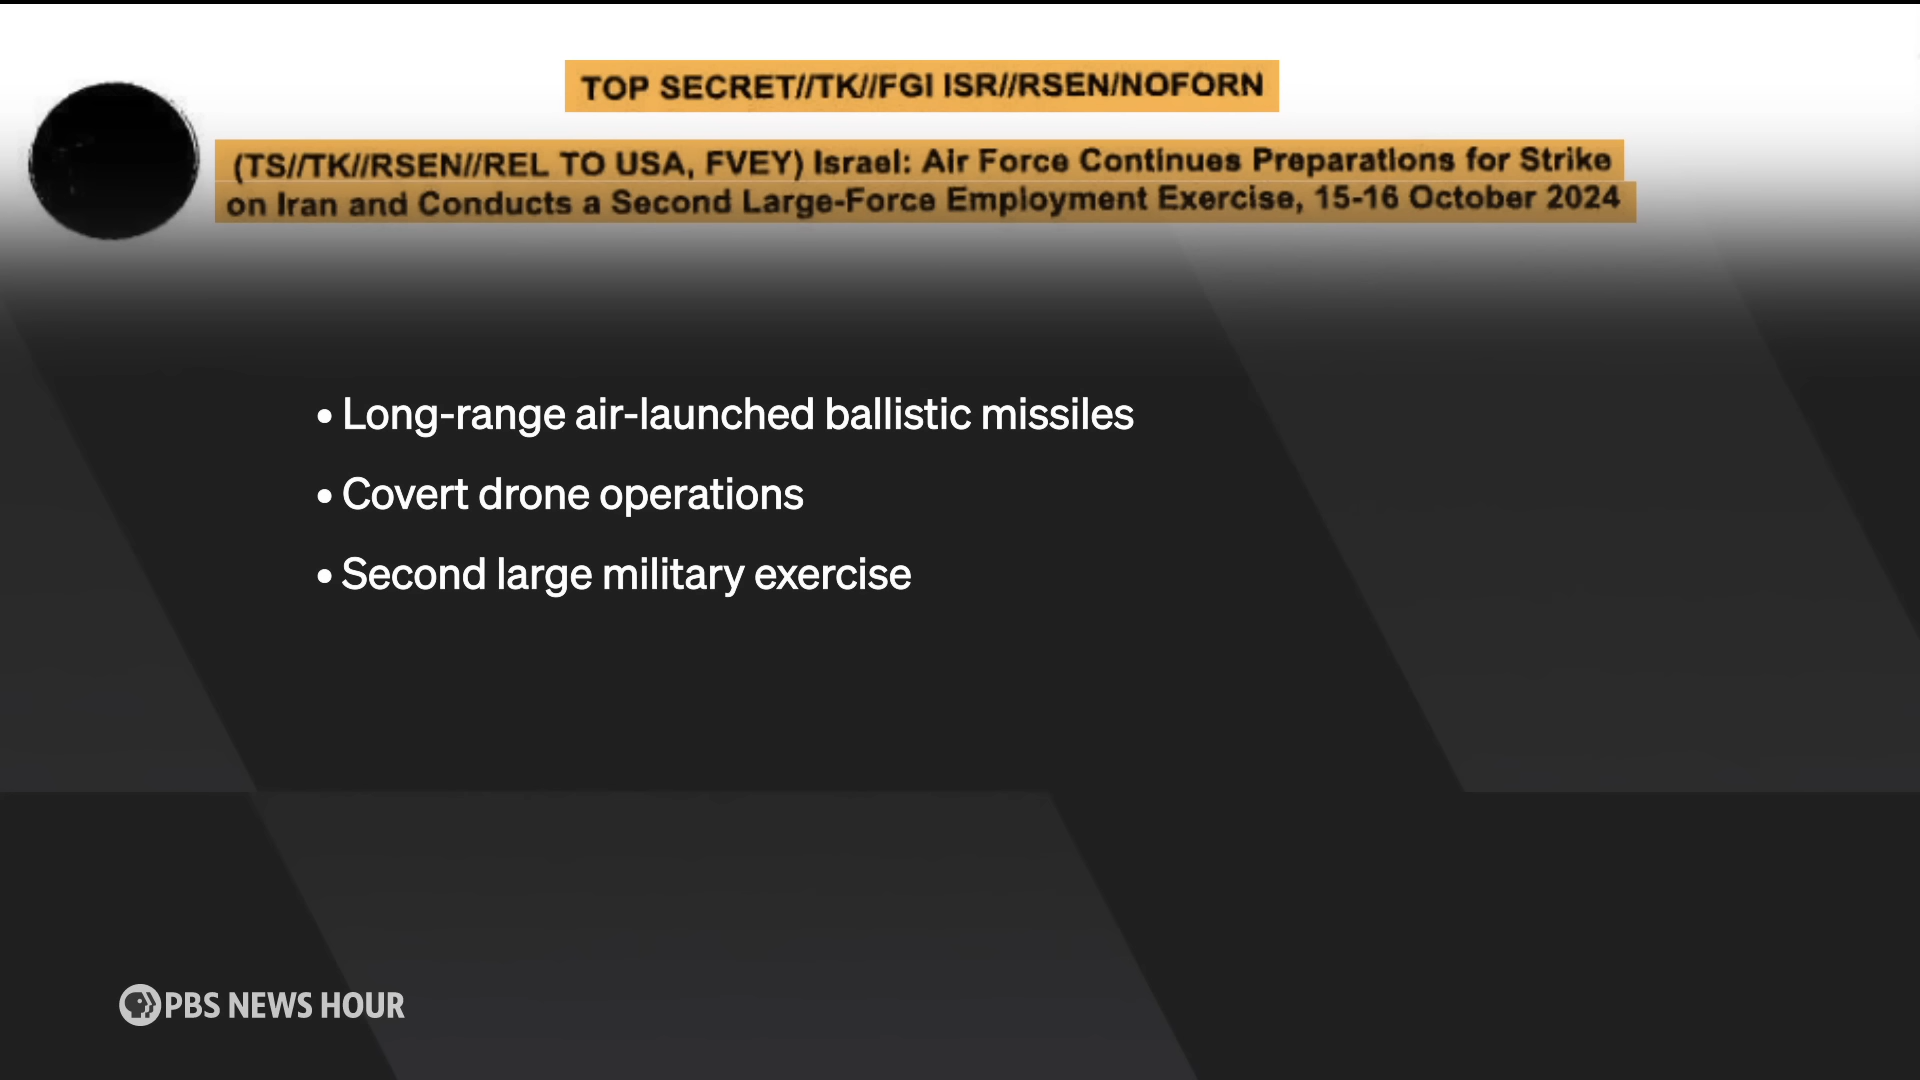 TOP SECRET//TK//FGI ISR//RSEN/NOFORN
(TS//TK//RSEN//REL TO USA, FVEY) Israel: Air Force Continues Preparations for Strike
on Iran and Conducts a Second Large-Force Employment Exercise, 15-16 October 2024
• Long-range air-launched ballistic missiles
• Covert drone operations
• Second large military exercise
PBS NEWS HOUR